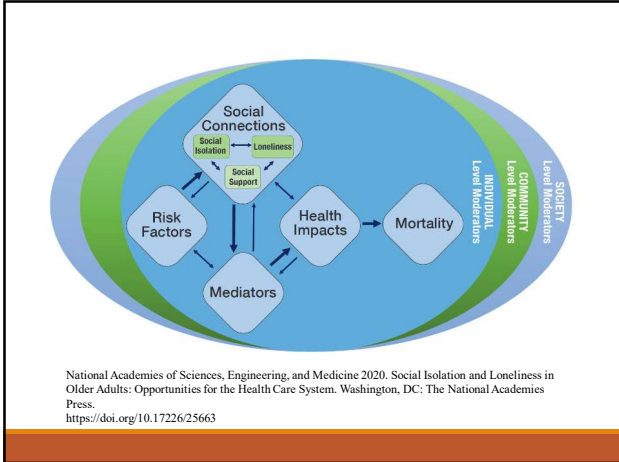 Social
Connections
Social
Isolation
Loneliness
Social
Support
Risk
Factors
Health
Impacts
Mortality
Mediators
INDIVIDUAL
Level Moderators
COMMUNITY
Level Moderators
SOCIETY
Level Moderators
National Academies of Sciences, Engineering, and Medicine 2020. Social Isolation and Loneliness in
Older Adults: Opportunities for the Health Care System. Washington, DC: The National Academies
Press.
https://doi.org/10.17226/25663